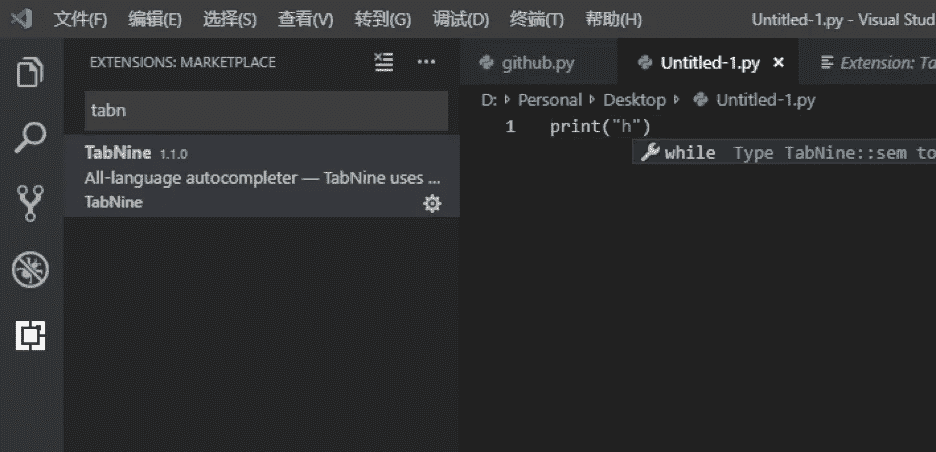 文件(F) 编辑(E) 选择(S) 查看(V) 转到(G) 调试(D) 终端(T) 帮助(H) Untitled-1.py - Visual Stud
EXTENSIONS: MARKETPLACE
tabn
TabNine 1.1.0
All-language autocompleter — TabNine uses ...
TabNine
github.py Untitled-1.py × Extension: Ta
D: Personal Desktop Untitled-1.py
1 print("h")
while Type TabNine::sem to